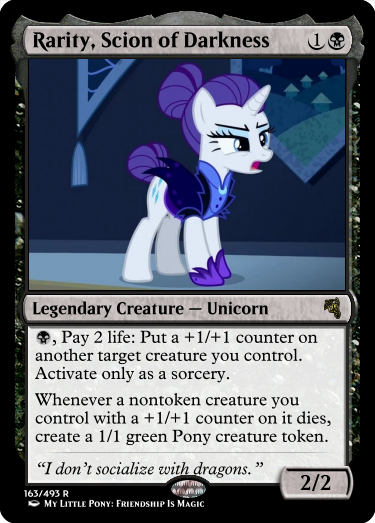 Rarity, Scion of Darkness 1
Legendary Creature — Unicorn
, Pay 2 life: Put a +1/+1 counter on
another target creature you control.
Activate only as a sorcery.
Whenever a nontoken creature you
control with a +1/+1 counter on it dies,
create a 1/1 green Pony creature token.
“I don’t socialize with dragons.”
2/2
163/493 R
My Little Pony: Friendship Is Magic